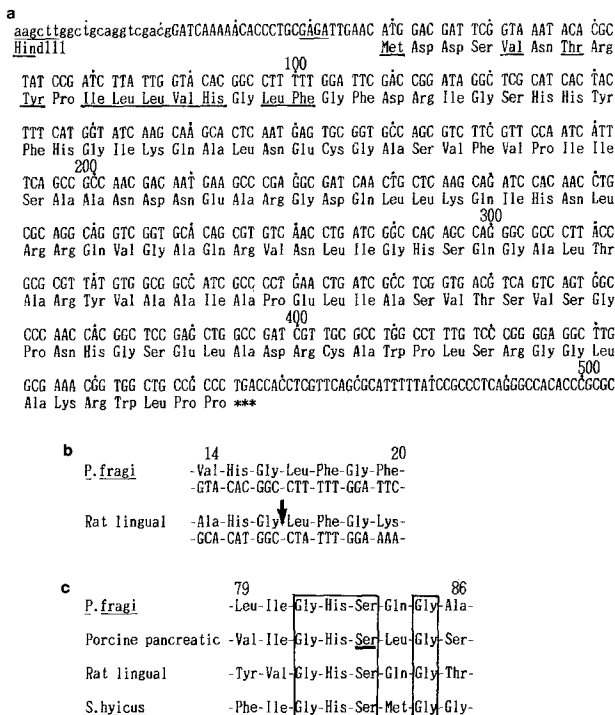 a
aagcttggctgcaggtcgacgGATCAAAAACACCCTGCGAGATTGAAC ATG GAC GAT TCG GTA AAT ACA CGC
HindIII Met Asp Asp Ser Val Asn Thr Arg
100
TAT CCG ATC TTA TTG GTA CAC GGC CTT TTT GGA TTC GAC CGG ATA GGC TCG CAT CAC TAC
Tyr Pro Ile Leu Leu Val His Gly Leu Phe Gly Phe Asp Arg Ile Gly Ser His His Tyr
TTT CAT GGT ATC AAG CAA GCA CTC AAT GAG TGC GGT GCC AGC GTC TTC GTT CCA ATC ATT
Phe His Gly Ile Lys Gln Ala Leu Asn Glu Cys Gly Ala Ser Val Phe Val Pro Ile Ile
200
TCA GCC GCC AAC GAC AAT GAA GCC CGA GGC GAT CAA CTG CTC AAG CAG ATC CAC AAC CTG
Ser Ala Ala Asn Asp Asn Glu Ala Arg Gly Asp Gln Leu Leu Lys Gln Ile His Asn Leu
300
CGC AGG CAG GTC GGT GCA CAG CGT GTC AAC CTG ATC GGC CAC AGC CAG GGC GCC CTT ACC
Arg Arg Gln Val Gly Ala Gln Arg Val Asn Leu Ile Gly His Ser Gln Gly Ala Leu Thr
GCG CGT TAT GTG GCG GCC ATC GCC CCT GAA CTG ATC GCC TCG GTG ACG TCA GTC AGT GGC
Ala Arg Tyr Val Ala Ala Ile Ala Pro Glu Leu Ile Ala Ser Val Thr Ser Val Ser Gly
400
CCC AAC CAC GGC TCC GAG CTG GCC GAT CGT TGC GCC TGG CCT TTG TCC CGG GGA GGC TTG
Pro Asn His Gly Ser Glu Leu Ala Asp Arg Cys Ala Trp Pro Leu Ser Arg Gly Gly Leu
500
GCG AAA CGG TGG CTG CCG CCC TGACCACCTCGTTCAGCGCATTTTTATCCGCCCTCAGGGCCACACCCGCGC
Ala Lys Arg Trp Leu Pro Pro ***
b
14 20
P.fragi -Val-His-Gly-Leu-Phe-Gly-Phe-
-GTA-CAC-GGC-CTT-TTT-GGA-TTC-
Rat lingual -Ala-His-Gly-Leu-Phe-Gly-Lys-
-GCA-CAT-GGC-CTA-TTT-GGA-AAA-
c
79 86
P.fragi -Leu-Ile-Gly-His-Ser-Gln-Gly-Ala-
Porcine pancreatic -Val-Ile-Gly-His-Ser-Leu-Gly-Ser-
Rat lingual -Tyr-Val-Gly-His-Ser-Gln-Gly-Thr-
S.hyicus -Phe-Ile-Gly-His-Ser-Met-Gly-Gly-